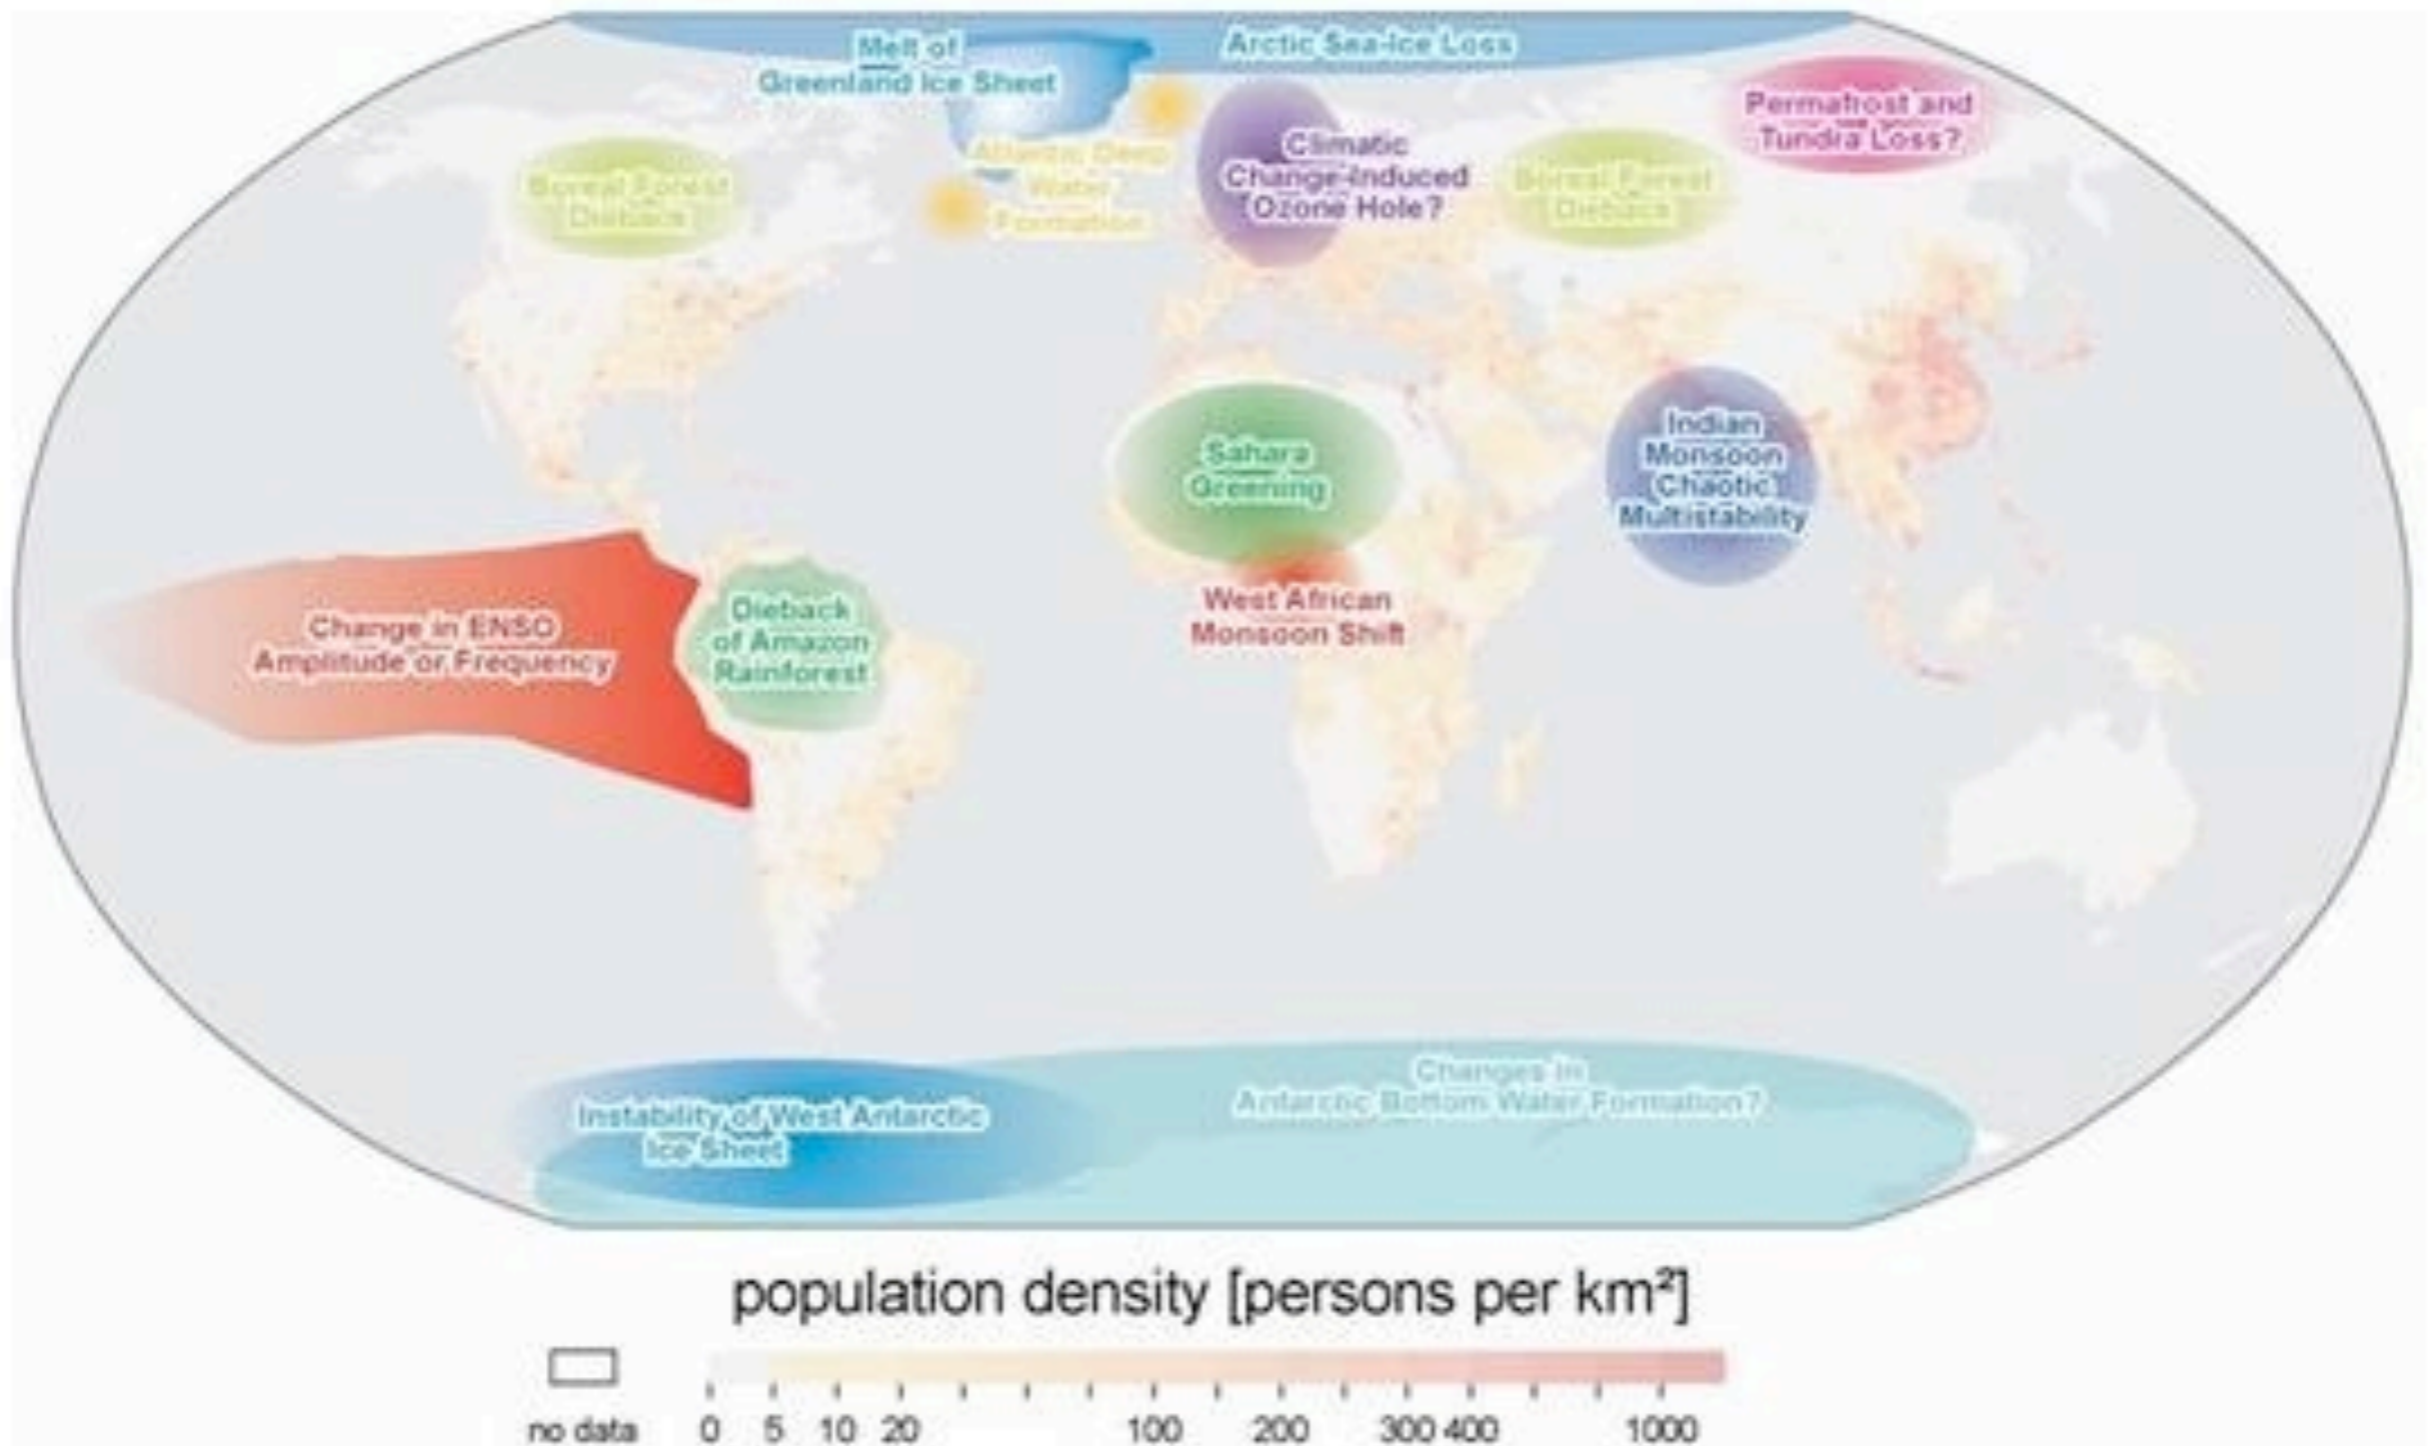 Melt of
Greenland Ice Sheet
Arctic Sea-Ice Loss
Permafrost and
Tundra Loss?
Boreal Forest
Dieback
Atlantic Deep
Water
Formation
Climatic
Change-Induced
Ozone Hole?
Boreal Forest
Dieback
Sahara
Greening
Indian
Monsoon
Chaotic
Multistability
West African
Monsoon Shift
Change in ENSO
Amplitude or Frequency
Dieback
of Amazon
Rainforest
Instability of West Antarctic
Ice Sheet
Changes in
Antarctic Bottom Water Formation?
population density [persons per km²]
no data 0 5 10 20 100 200 300 400 1000